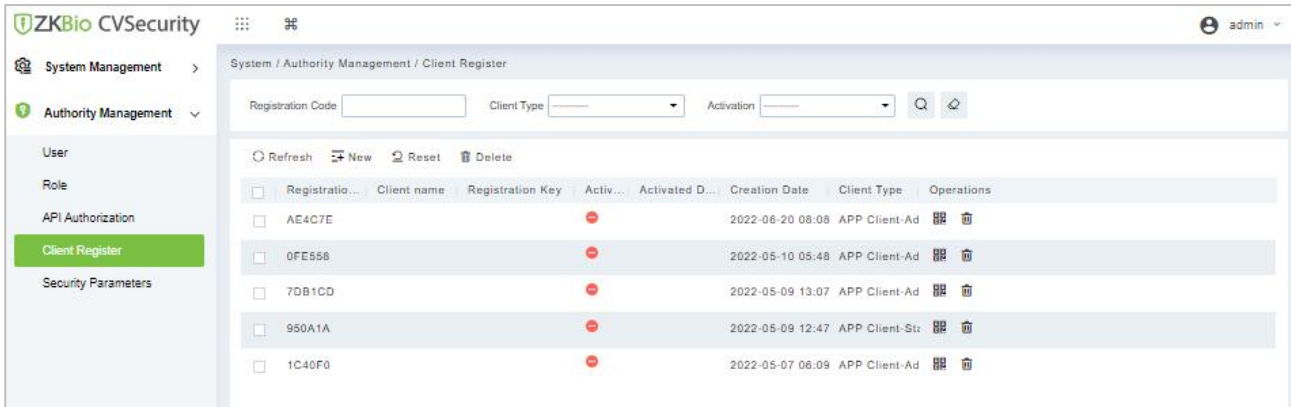 ZKBio CVSecurity
admin
System Management
System / Authority Management / Client Register
Authority Management
Registration Code
Client Type ----------
Activation ----------
User
Role
API Authorization
Client Register
Security Parameters
Refresh New Reset Delete
Registratio... Client name Registration Key Activ... Activated D... Creation Date Client Type Operations
AE4C7E 2022-06-20 08:08 APP Client-Ad
0FE558 2022-05-10 05:48 APP Client-Ad
7DB1CD 2022-05-09 13:07 APP Client-Ad
950A1A 2022-05-09 12:47 APP Client-Sta
1C40F0 2022-05-07 06:09 APP Client-Ad